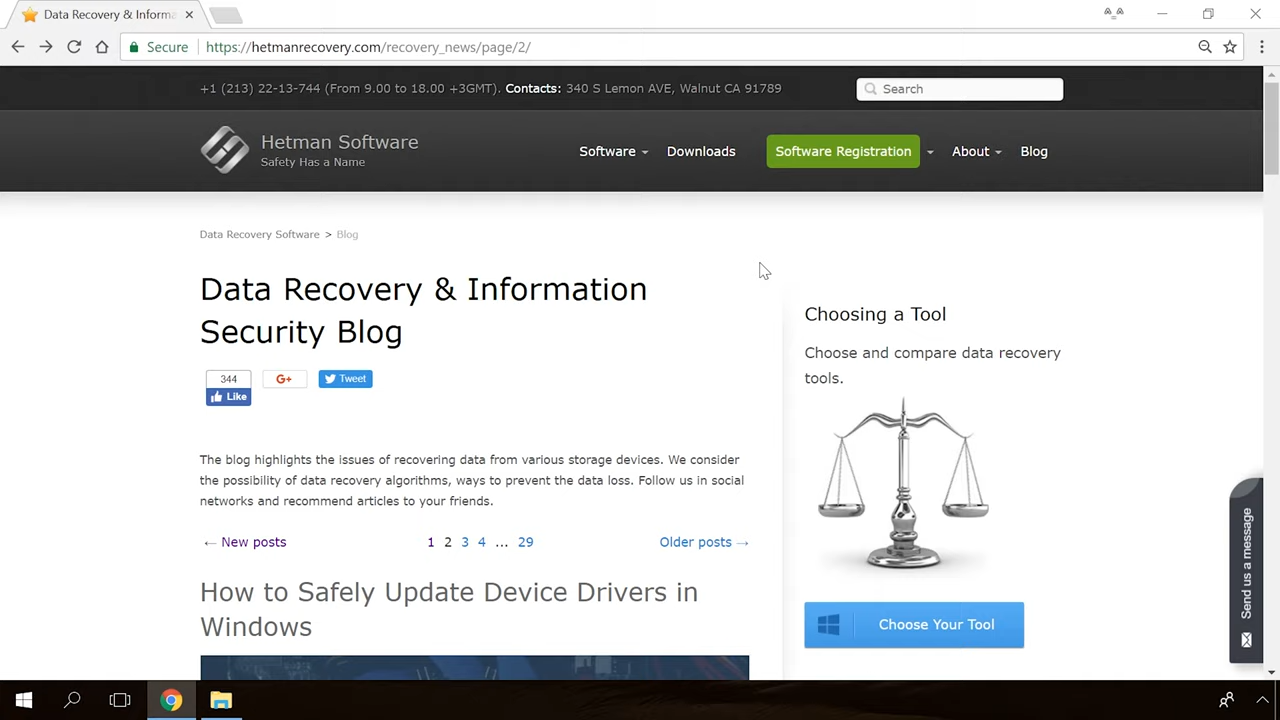 Data Recovery & Informa
Secure https://hetmanrecovery.com/recovery_news/page/2/
+1 (213) 22-13-744 (From 9.00 to 18.00 +3GMT). Contacts: 340 S Lemon AVE, Walnut CA 91789
Search
Hetman Software
Safety Has a Name
Software
Downloads
Software Registration
About
Blog
Data Recovery Software > Blog
Data Recovery & Information
Security Blog
344
Like
G+
Tweet
The blog highlights the issues of recovering data from various storage devices. We consider
the possibility of data recovery algorithms, ways to prevent the data loss. Follow us in social
networks and recommend articles to your friends.
← New posts 1 2 3 4 ... 29 Older posts →
How to Safely Update Device Drivers in
Windows
Choosing a Tool
Choose and compare data recovery
tools.
Choose Your Tool
Send us a message